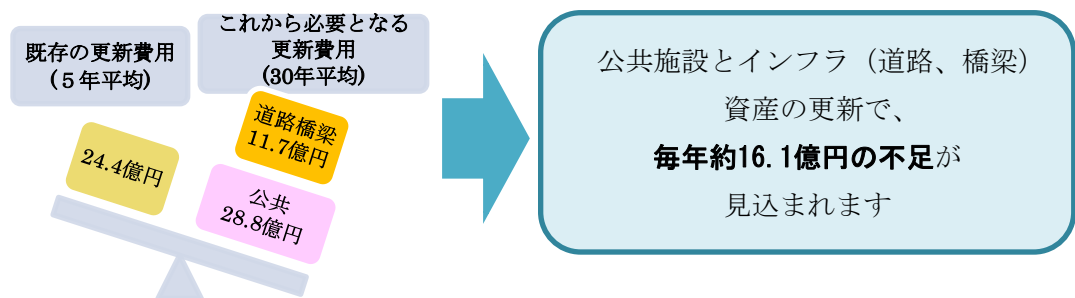 既存の更新費用
(５年平均)
これから必要となる
更新費用
(30年平均)
道路橋梁
11.7億円
24.4億円
公共
28.8億円
公共施設とインフラ（道路、橋梁）
資産の更新で、
毎年約16.1億円の不足が
見込まれます